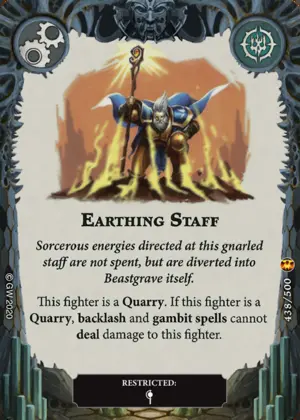 EARTHING STAFF
Sorcerous energies directed at this gnarled
staff are not spent, but are diverted into
Beastgrave itself.
This fighter is a Quarry. If this fighter is a
Quarry, backlash and gambit spells cannot
deal damage to this fighter.
RESTRICTED:
© GW 2020
438/500